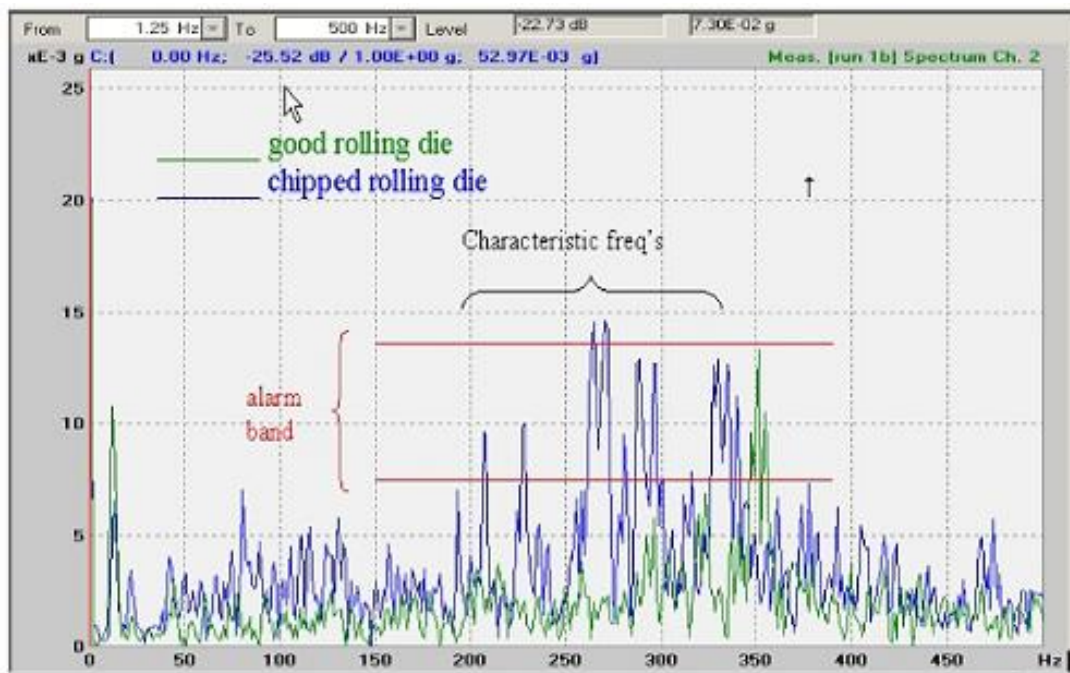 From 1.25 Hz To 500 Hz Level -22.73 dB 7.30E-02 g
xE-3 g C:( 0.00 Hz; -25.52 dB / 1.00E+00 g; 52.97E-03 g) Meas. [run 1b] Spectrum Ch. 2
25
good rolling die
chipped rolling die
20
↑
Characteristic freq's
15
alarm
band
10
5
0
0 50 100 150 200 250 300 350 400 450 Hz